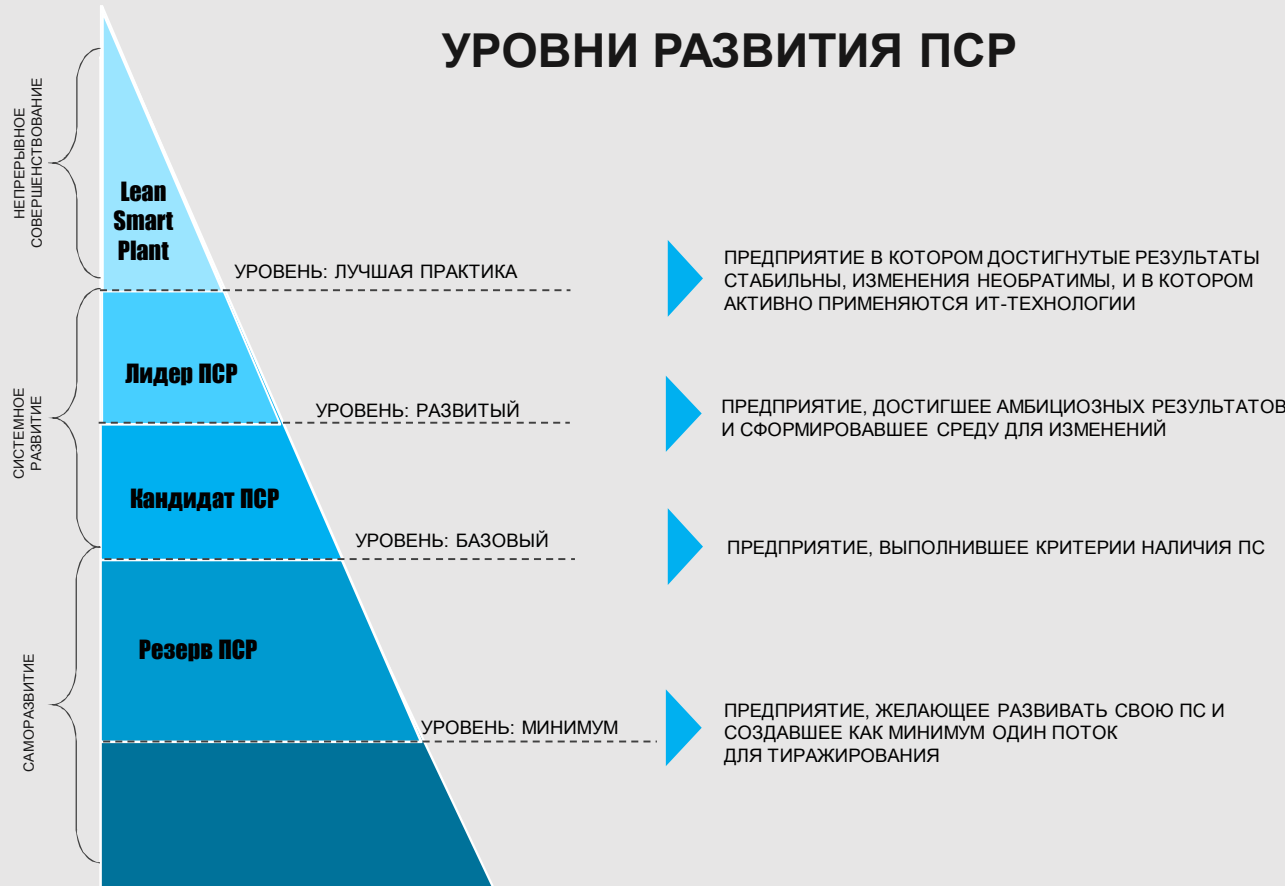 УРОВНИ РАЗВИТИЯ ПСР
НЕПРЕРЫВНОЕ
СОВЕРШЕНСТВОВАНИЕ
Lean
Smart
Plant
УРОВЕНЬ: ЛУЧШАЯ ПРАКТИКА
ПРЕДПРИЯТИЕ В КОТОРОМ ДОСТИГНУТЫЕ РЕЗУЛЬТАТЫ
СТАБИЛЬНЫ, ИЗМЕНЕНИЯ НЕОБРАТИМЫ, И В КОТОРОМ
АКТИВНО ПРИМЕНЯЮТСЯ ИТ-ТЕХНОЛОГИИ
СИСТЕМНОЕ
РАЗВИТИЕ
Лидер ПСР
УРОВЕНЬ: РАЗВИТЫЙ
ПРЕДПРИЯТИЕ, ДОСТИГШЕЕ АМБИЦИОЗНЫХ РЕЗУЛЬТАТОВ
И СФОРМИРОВАВШЕЕ СРЕДУ ДЛЯ ИЗМЕНЕНИЙ
Кандидат ПСР
УРОВЕНЬ: БАЗОВЫЙ
ПРЕДПРИЯТИЕ, ВЫПОЛНИВШЕЕ КРИТЕРИИ НАЛИЧИЯ ПС
САМОРАЗВИТИЕ
Резерв ПСР
УРОВЕНЬ: МИНИМУМ
ПРЕДПРИЯТИЕ, ЖЕЛАЮЩЕЕ РАЗВИВАТЬ СВОЮ ПС И
СОЗДАВШЕЕ КАК МИНИМУМ ОДИН ПОТОК
ДЛЯ ТИРАЖИРОВАНИЯ